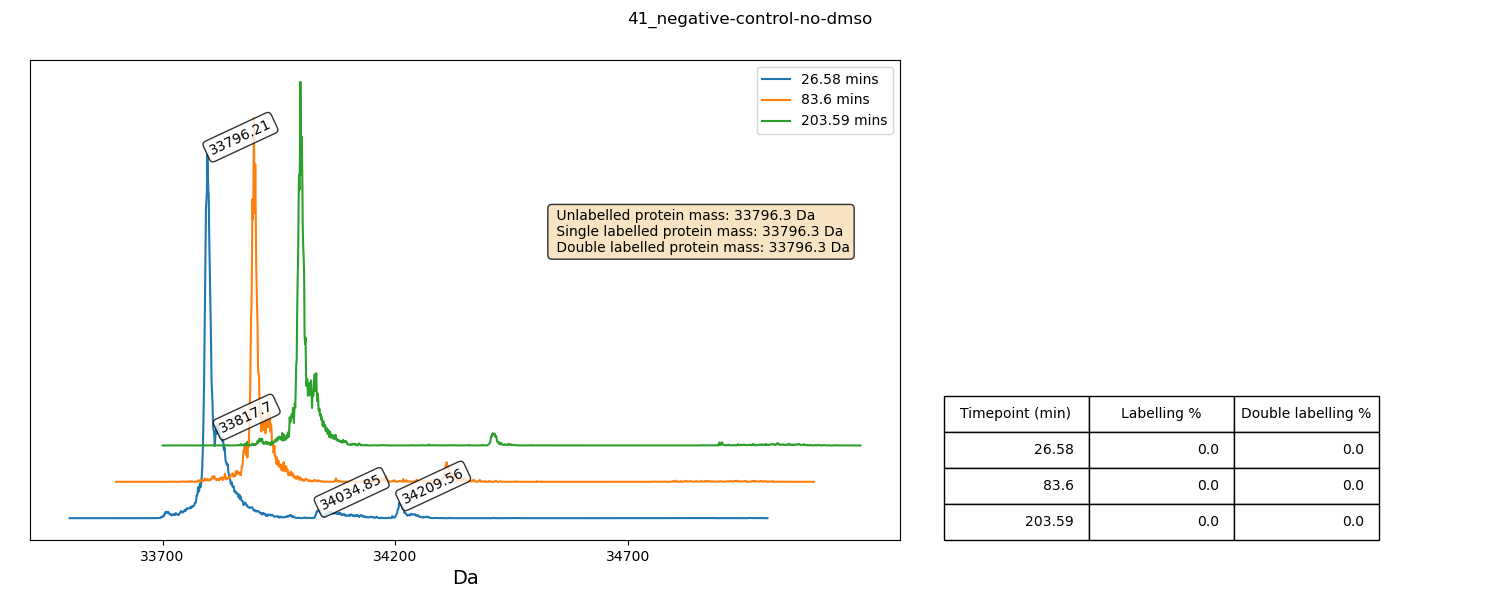 41_negative-control-no-dmso
26.58 mins
83.6 mins
203.59 mins
33796.21
Unlabelled protein mass: 33796.3 Da
Single labelled protein mass: 33796.3 Da
Double labelled protein mass: 33796.3 Da
33817.7
34034.85
34209.56
33700
34200
34700
Da
Timepoint (min) Labelling % Double labelling %
26.58 0.0 0.0
83.6 0.0 0.0
203.59 0.0 0.0